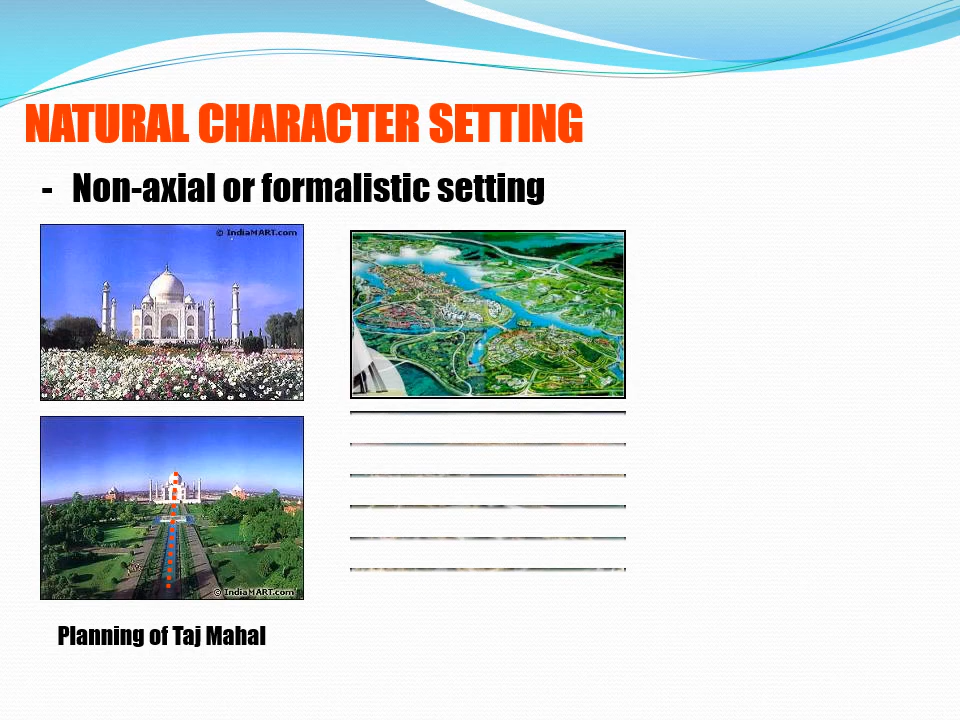 NATURAL CHARACTER SETTING
- Non-axial or formalistic setting
© IndiaMART.com
© IndiaMART.com
Planning of Taj Mahal